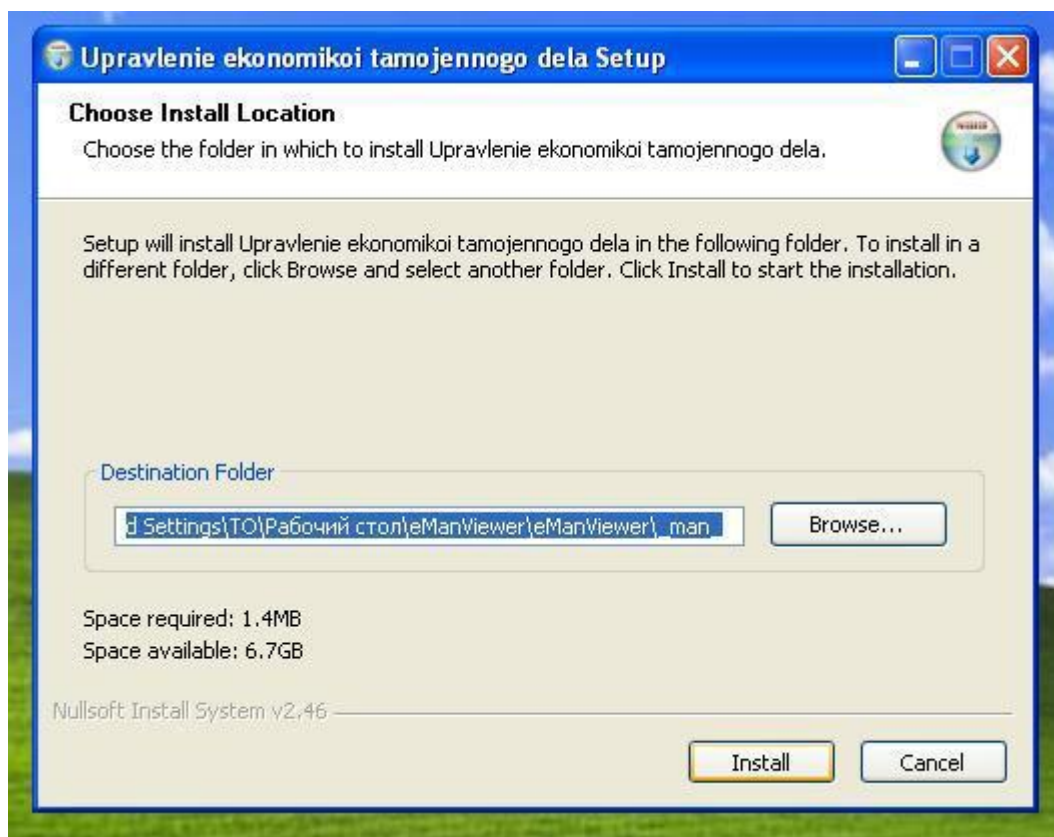 Upravlenie ekonomikoi tamojennogo dela Setup
Choose Install Location
Choose the folder in which to install Upravlenie ekonomikoi tamojennogo dela.
Setup will install Upravlenie ekonomikoi tamojennogo dela in the following folder. To install in a
different folder, click Browse and select another folder. Click Install to start the installation.
Destination Folder
d Settings\TO\Рабочий стол\eManViewer\eManViewer\_man_
Browse...
Space required: 1.4MB
Space available: 6.7GB
Nullsoft Install System v2.46
Install
Cancel